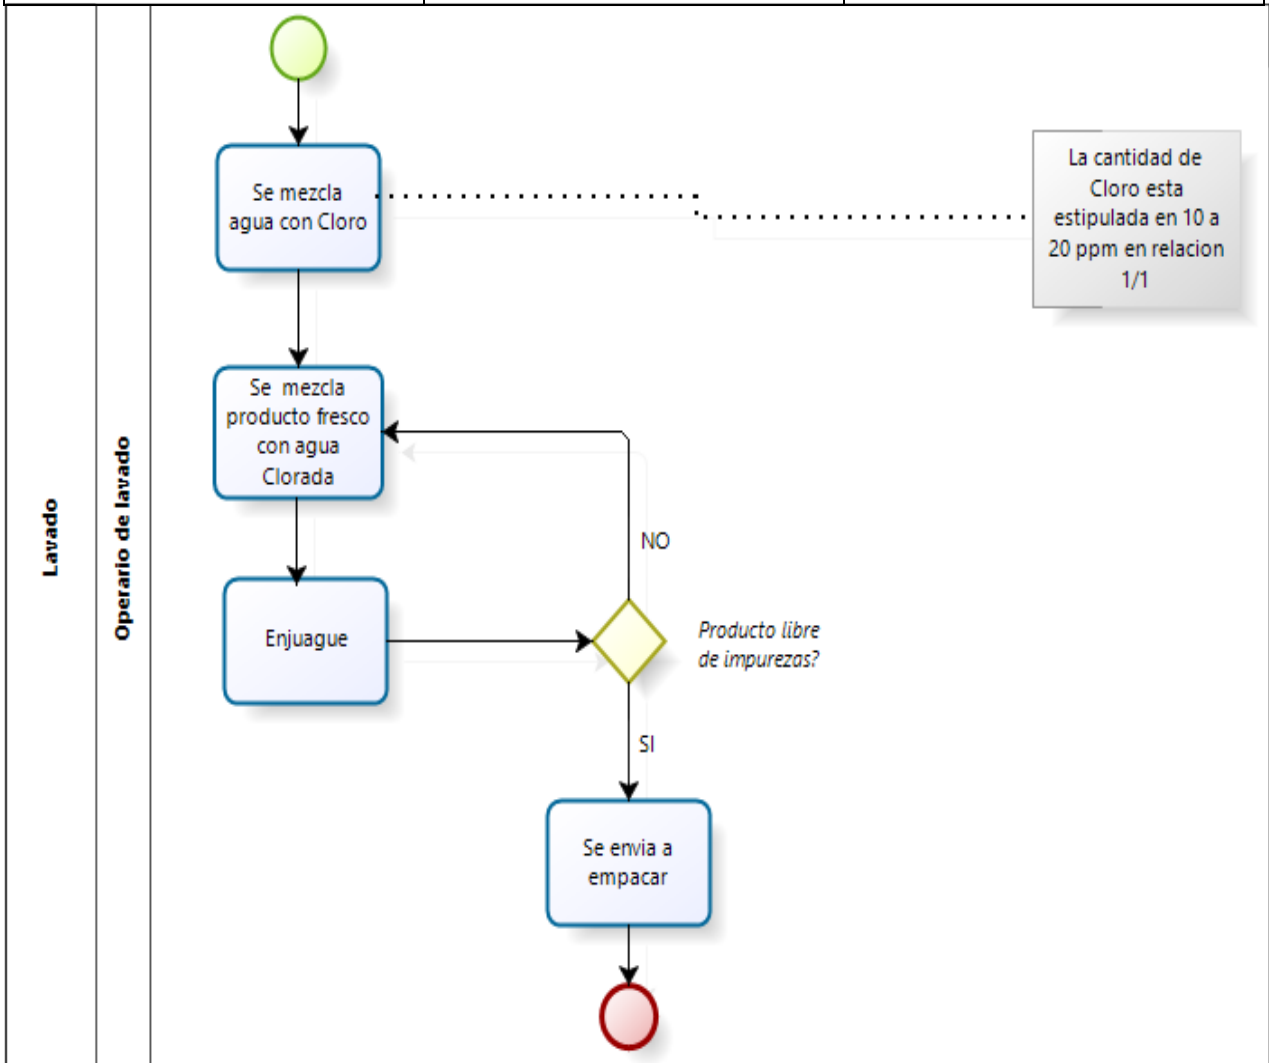 Lavado
Operario de lavado
Se mezcla
agua con Cloro
La cantidad de
Cloro esta
estipulada en 10 a
20 ppm en relacion
1/1
Se mezcla
producto fresco
con agua
Clorada
NO
Enjuague
Producto libre
de impurezas?
SI
Se envia a
empacar